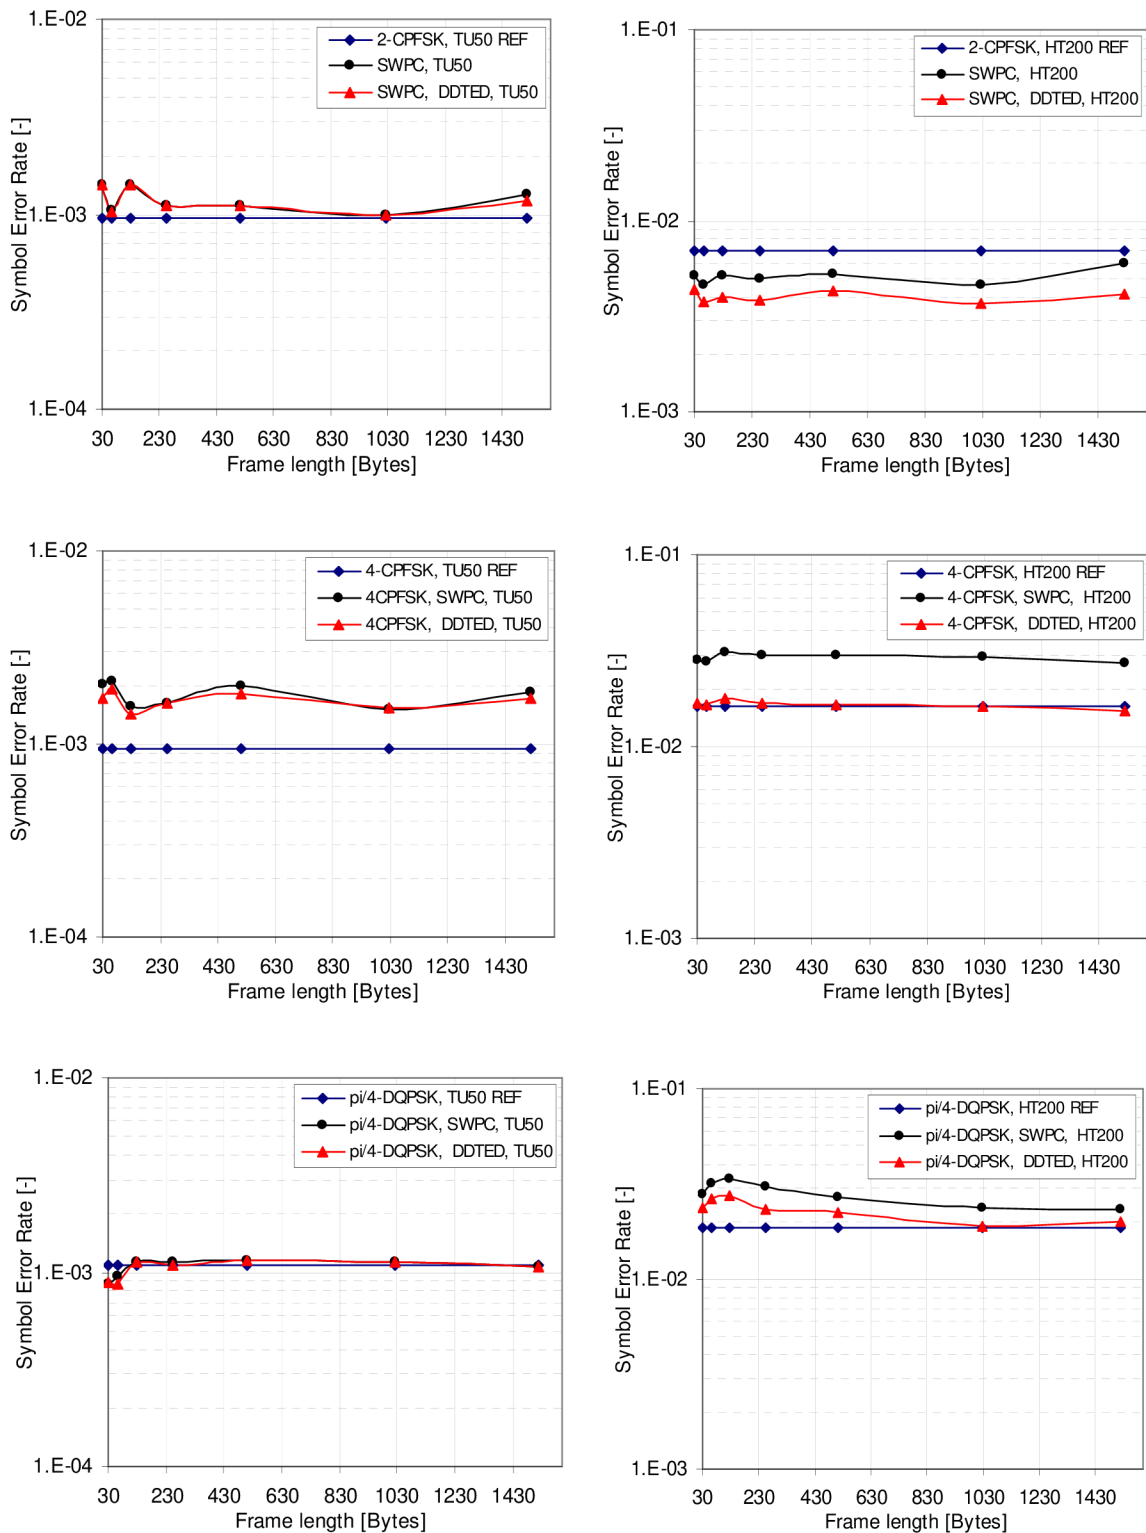 1.E-02
2-CPFSK, TU50 REF
SWPC, TU50
SWPC, DDTED, TU50
Symbol Error Rate [-]
1.E-03
1.E-04
30 230 430 630 830 1030 1230 1430
Frame length [Bytes]
1.E-01
2-CPFSK, HT200 REF
SWPC, HT200
SWPC, DDTED, HT200
Symbol Error Rate [-]
1.E-02
1.E-03
30 230 430 630 830 1030 1230 1430
Frame length [Bytes]
1.E-02
4-CPFSK, TU50 REF
4CPFSK, SWPC, TU50
4CPFSK, DDTED, TU50
Symbol Error Rate [-]
1.E-03
1.E-04
30 230 430 630 830 1030 1230 1430
Frame length [Bytes]
1.E-01
4-CPFSK, HT200 REF
4-CPFSK, SWPC, HT200
4-CPFSK, DDTED, HT200
Symbol Error Rate [-]
1.E-02
1.E-03
30 230 430 630 830 1030 1230 1430
Frame length [Bytes]
1.E-02
pi/4-DQPSK, TU50 REF
pi/4-DQPSK, SWPC, TU50
pi/4-DQPSK, DDTED, TU50
Symbol Error Rate [-]
1.E-03
1.E-04
30 230 430 630 830 1030 1230 1430
Frame length [Bytes]
1.E-01
pi/4-DQPSK, HT200 REF
pi/4-DQPSK, SWPC, HT200
pi/4-DQPSK, DDTED, HT200
Symbol Error Rate [-]
1.E-02
1.E-03
30 230 430 630 830 1030 1230 1430
Frame length [Bytes]